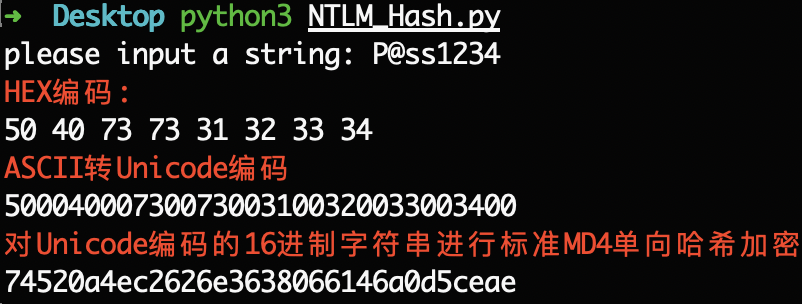 ➜ Desktop python3 NTLM_Hash.py
please input a string: P@ss1234
HEX编码:
50 40 73 73 31 32 33 34
ASCII转Unicode编码
50004000730073003100320033003400
对Unicode编码的16进制字符串进行标准MD4单向哈希加密
74520a4ec2626e3638066146a0d5ceae